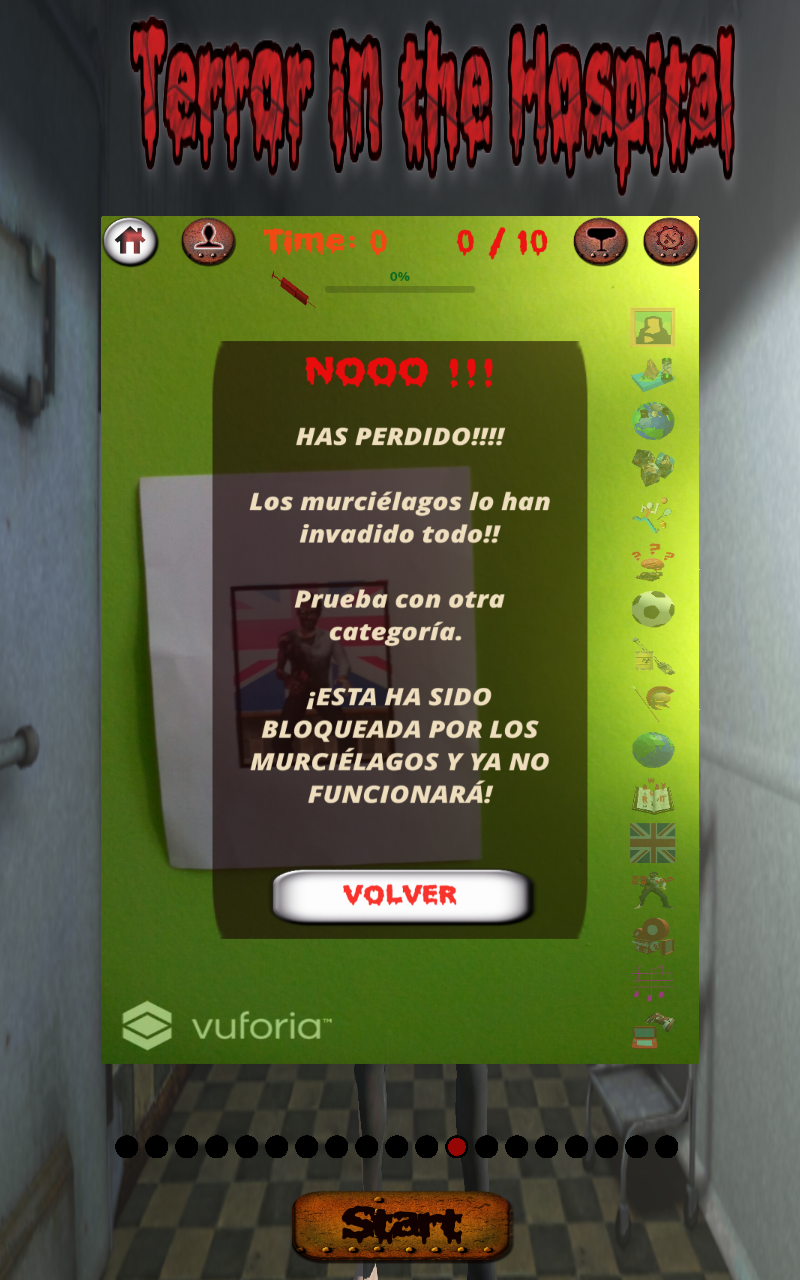 Terror in the Hospital
Time: 0
0 / 10
0%
NOOO !!!
HAS PERDIDO!!!!
Los murciélagos lo han
invadido todo!!
Prueba con otra
categoría.
¡ESTA HA SIDO
BLOQUEADA POR LOS
MURCIÉLAGOS Y YA NO
FUNCIONARÁ!
VOLVER
vuforia™
Start